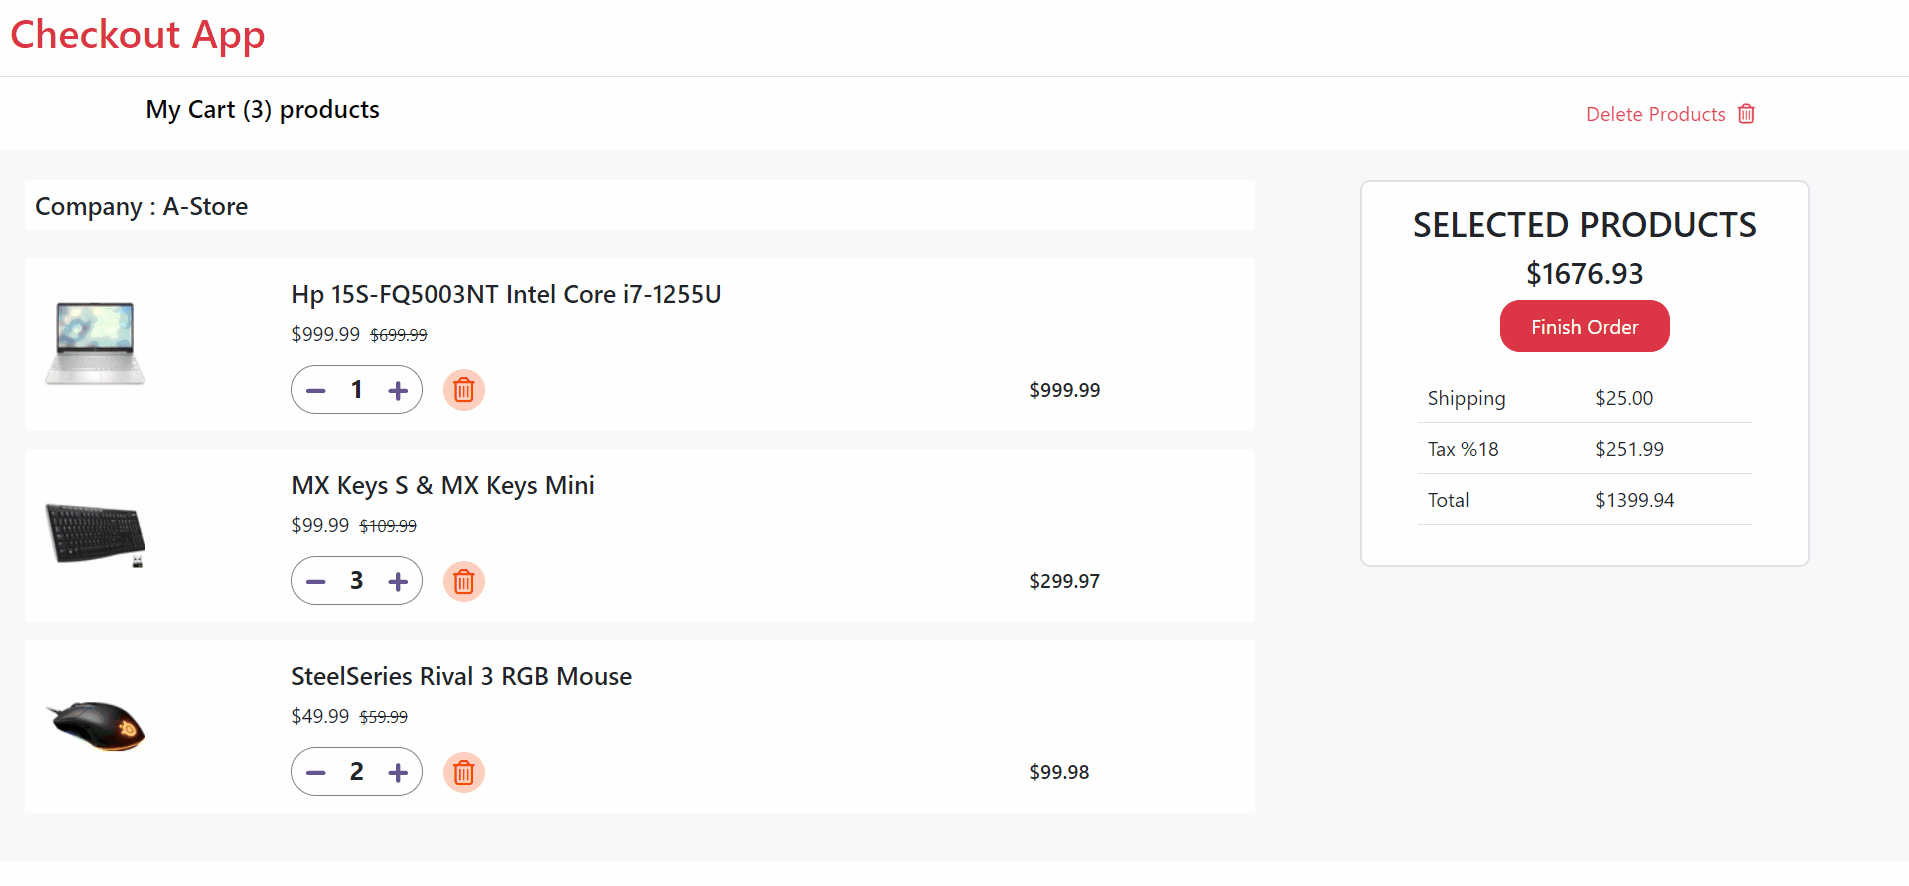 Checkout App
My Cart (3) products
Delete Products
Company : A-Store
Hp 15S-FQ5003NT Intel Core i7-1255U
$999.99 $699.99
1
$999.99
MX Keys S & MX Keys Mini
$99.99 $109.99
3
$299.97
SteelSeries Rival 3 RGB Mouse
$49.99 $59.99
2
$99.98
SELECTED PRODUCTS
$1676.93
Finish Order
Shipping $25.00
Tax %18 $251.99
Total $1399.94